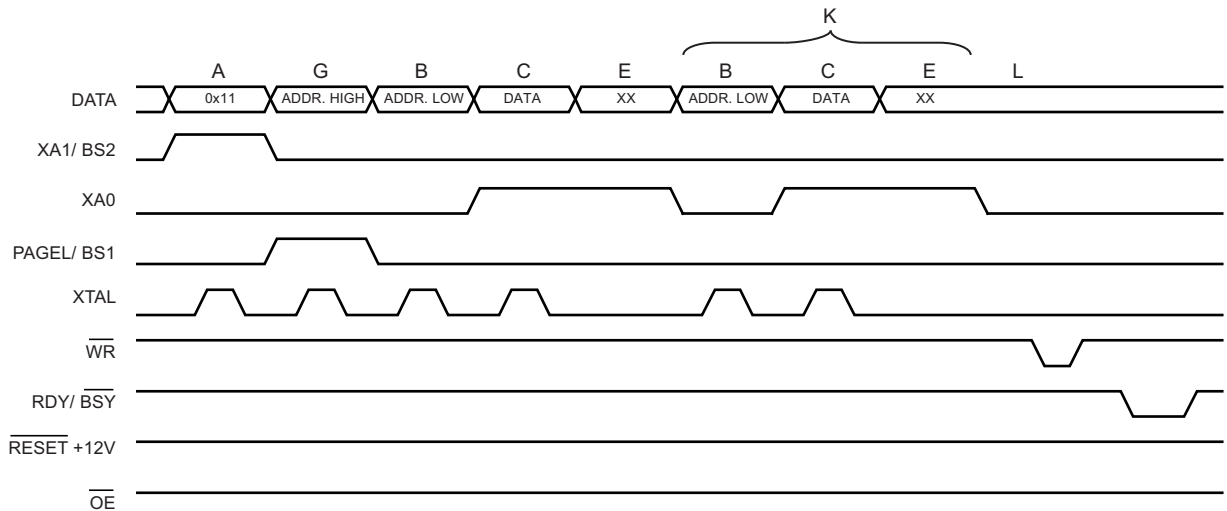 K
A G B C E B C E L
DATA 0x11 ADDR. HIGH ADDR. LOW DATA XX ADDR. LOW DATA XX
XA1/ BS2
XA0
PAGEL/ BS1
XTAL
WR
RDY/ BSY
RESET +12V
OE